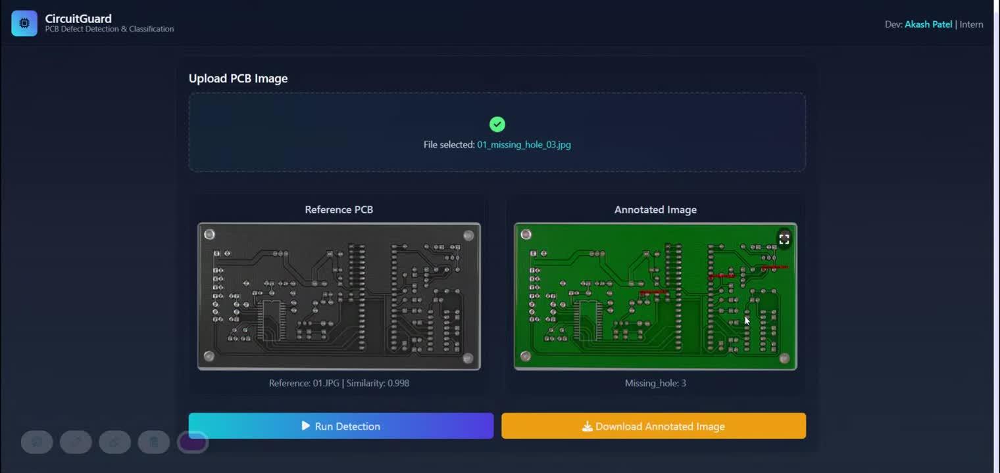 CircuitGuard
PCB Defect Detection & Classification
Dev: Akash Patel | Intern
Upload PCB Image
File selected: 01_missing_hole_03.jpg
Reference PCB
Annotated Image
Reference: 01.JPG | Similarity: 0.998
Missing_hole: 3
Run Detection
Download Annotated Image